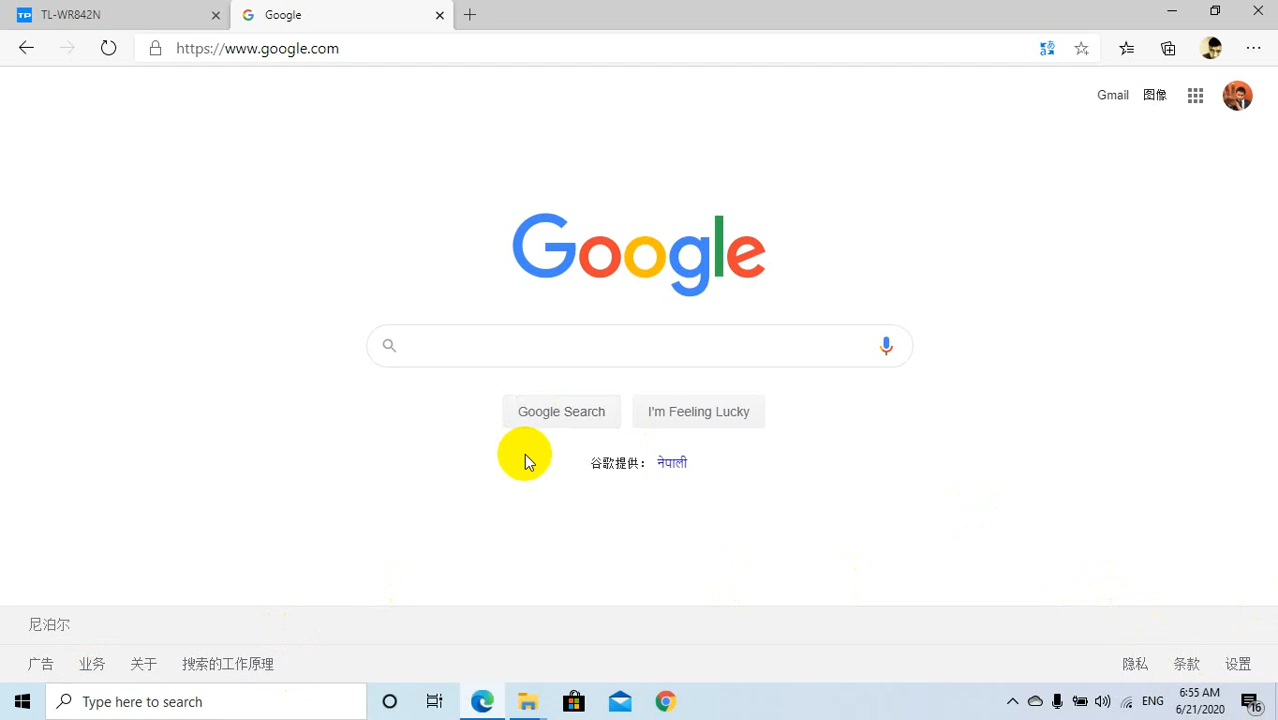 TP TL-WR842N
Google
https://www.google.com
Gmail 图像
Google
Google Search I'm Feeling Lucky
谷歌提供： नेपाली
尼泊尔
广告 业务 关于 搜索的工作原理 隐私 条款 设置
Type here to search ENG 6:55 AM
6/21/2020 16